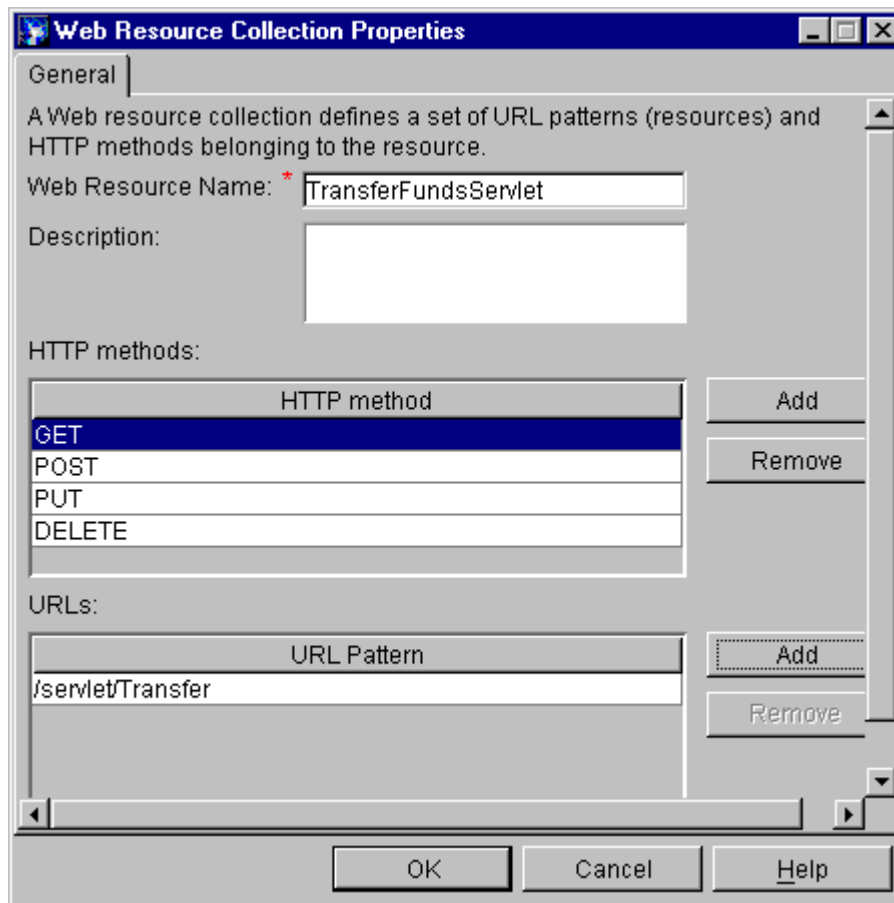 Web Resource Collection Properties
General
A Web resource collection defines a set of URL patterns (resources) and
HTTP methods belonging to the resource.
Web Resource Name: * TransferFundsServlet
Description:
HTTP methods:
HTTP method
Add
GET
POST
Remove
PUT
DELETE
URLs:
URL Pattern
Add
/servlet/Transfer
Remove
OK
Cancel
Help